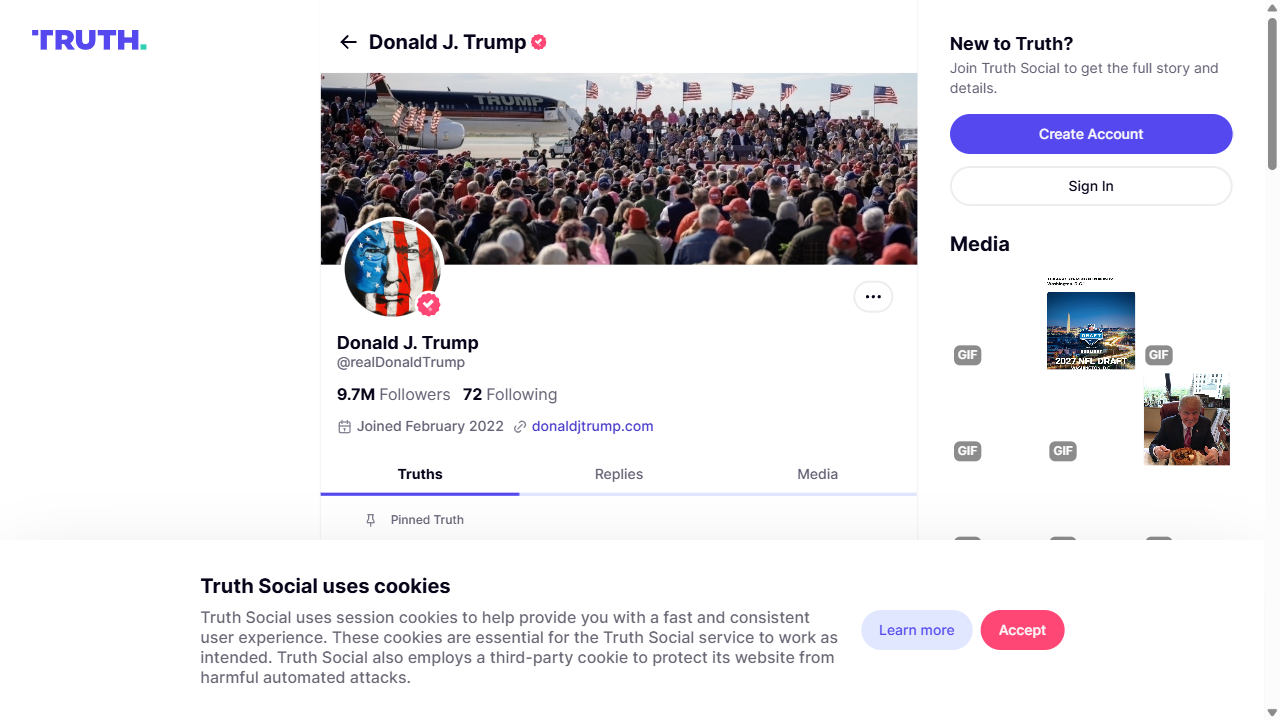 TRUTH.
Donald J. Trump
TRUMP
Donald J. Trump
@realDonaldTrump
9.7M Followers 72 Following
Joined February 2022 donaldjtrump.com
Truths Replies Media
Pinned Truth
New to Truth?
Join Truth Social to get the full story and
details.
Create Account
Sign In
Media
GIF
Washington, D.C.
DRAFT
2027 NFL DRAFT
GIF
GIF
GIF
Truth Social uses cookies
Truth Social uses session cookies to help provide you with a fast and consistent
user experience. These cookies are essential for the Truth Social service to work as
intended. Truth Social also employs a third-party cookie to protect its website from
harmful automated attacks.
Learn more
Accept